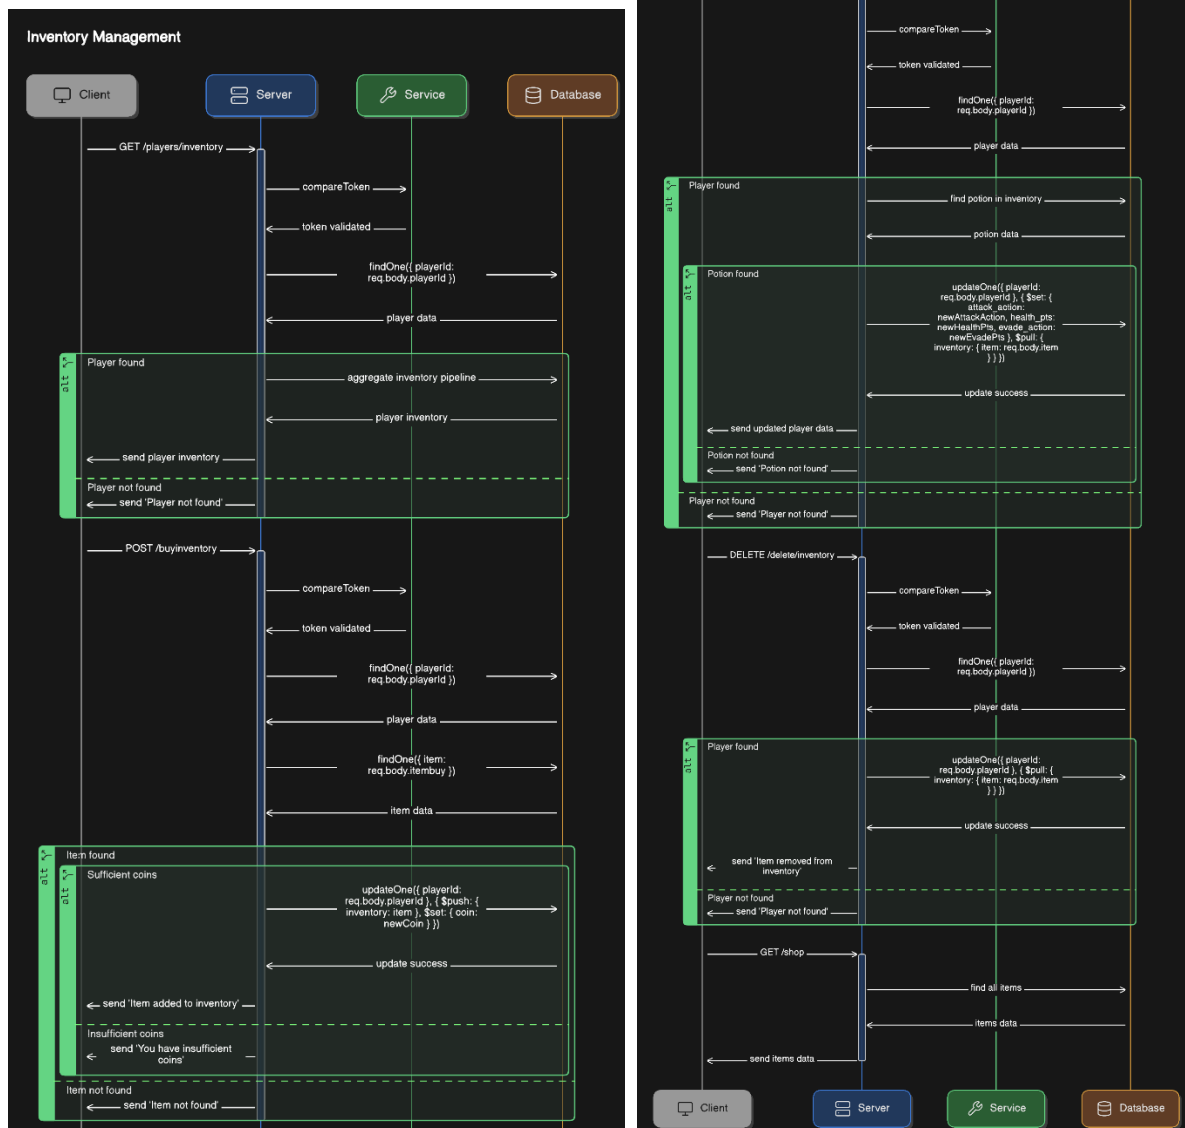 Inventory Management
Client
Server
Service
Database
GET /players/inventory
compareToken
token validated
findOne({ playerId:
req.body.playerId })
player data
alt
Player found
aggregate inventory pipeline
player inventory
send player inventory
Player not found
send 'Player not found'
POST /buyinventory
compareToken
token validated
findOne({ playerId:
req.body.playerId })
player data
findOne({ item:
req.body.itembuy })
item data
alt
Item found
alt
Sufficient coins
updateOne({ playerId:
req.body.playerId }, { $push: {
inventory: item }, $set: { coin:
newCoin } })
update success
send 'Item added to inventory'
Insufficient coins
send 'You have insufficient
coins'
Item not found
send 'Item not found'
compareToken
token validated
findOne({ playerId:
req.body.playerId })
player data
alt
Player found
find potion in inventory
potion data
alt
Potion found
updateOne({ playerId:
req.body.playerId }, { $set: {
attack_action:
newAttackAction, health_pts:
newHealthPts, evade_action:
newEvadePts }, $pull: {
inventory: { item: req.body.item
} } })
update success
send updated player data
Potion not found
send 'Potion not found'
Player not found
send 'Player not found'
DELETE /delete/inventory
compareToken
token validated
findOne({ playerId:
req.body.playerId })
player data
alt
Player found
updateOne({ playerId:
req.body.playerId }, { $pull: {
inventory: { item: req.body.item
} } })
update success
send 'Item removed from
inventory'
Player not found
send 'Player not found'
GET /shop
find all items
items data
send items data
Client
Server
Service
Database